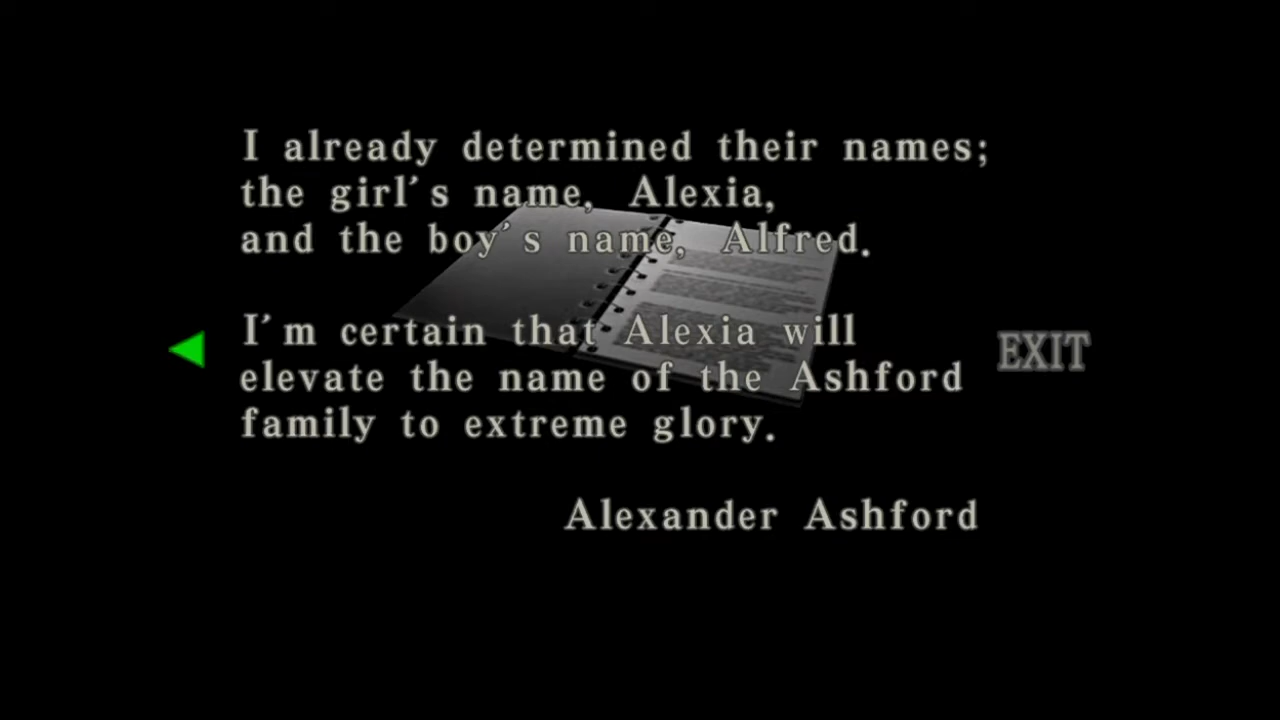 I already determined their names;
the girl's name, Alexia,
and the boy's name, Alfred.
I'm certain that Alexia will
elevate the name of the Ashford
family to extreme glory.
Alexander Ashford
EXIT